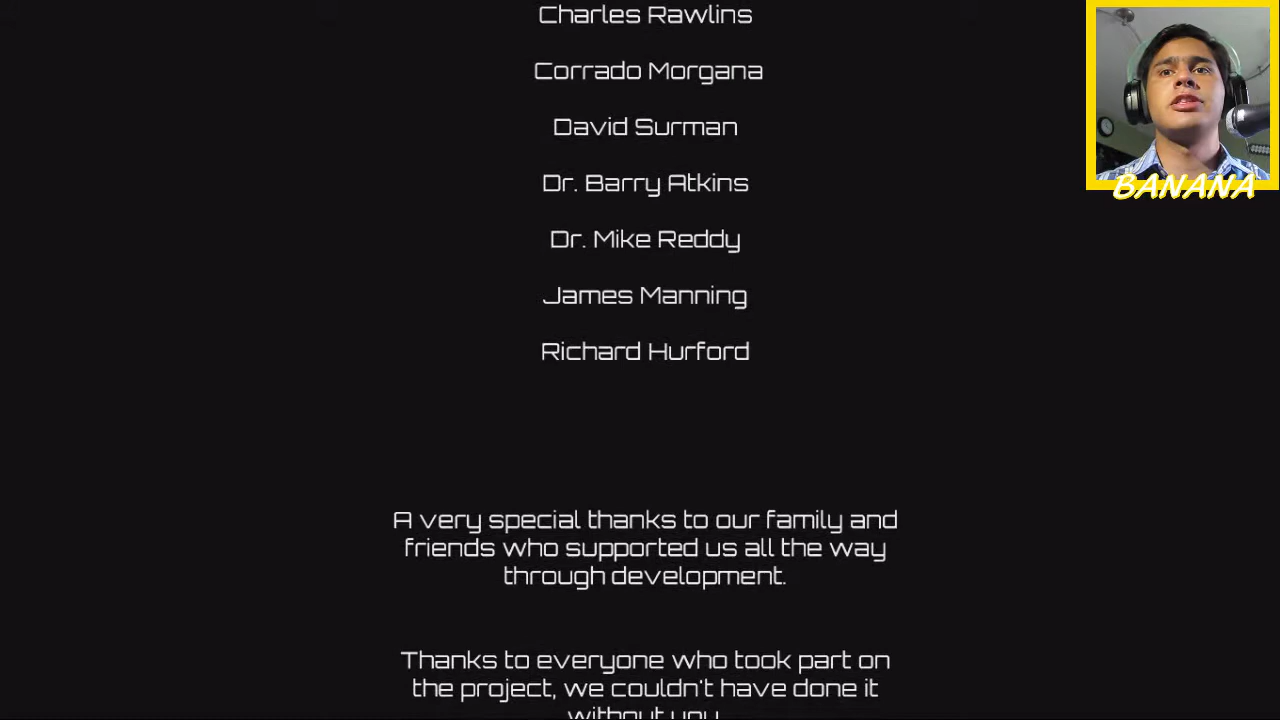 Charles Rawlins
Corrado Morgana
David Surman
Dr. Barry Atkins
Dr. Mike Reddy
James Manning
Richard Hurford
A very special thanks to our family and
friends who supported us all the way
through development.
Thanks to everyone who took part on
the project, we couldn't have done it
without you
BANANA